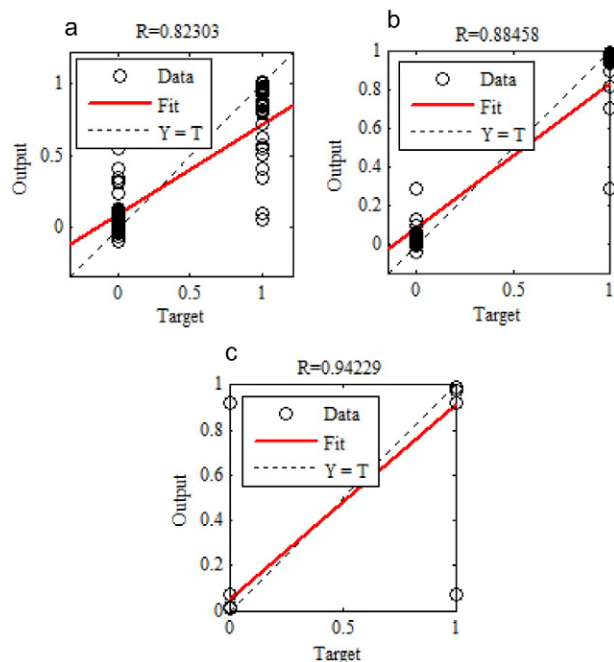 a
R=0.82303
Data
Fit
Y = T
1
0.5
0
Output
0
0.5
1
Target
b
R=0.88458
Data
Fit
Y = T
1
0.8
0.6
0.4
0.2
0
Output
0
0.5
1
Target
c
R=0.94229
Data
Fit
Y = T
1
0.8
0.6
0.4
0.2
0
Output
0
0.5
1
Target